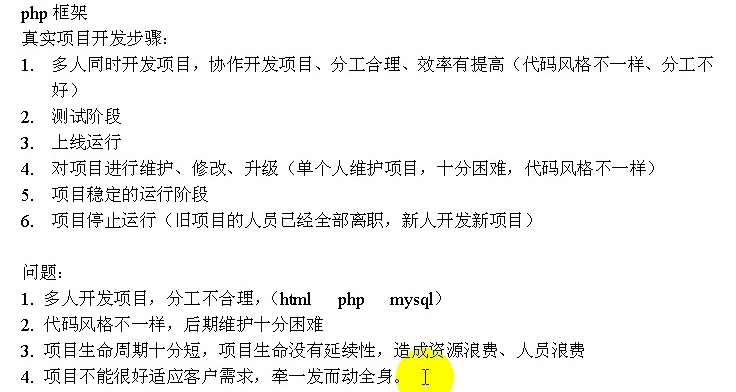 php 框架
真实项目开发步骤：
1. 多人同时开发项目，协作开发项目、分工合理、效率有提高（代码风格不一样、分工不
好）
2. 测试阶段
3. 上线运行
4. 对项目进行维护、修改、升级（单个人维护项目，十分困难，代码风格不一样）
5. 项目稳定的运行阶段
6. 项目停止运行（旧项目的人员已经全部离职，新人开发新项目）
问题：
1. 多人开发项目，分工不合理，（html php mysql）
2. 代码风格不一样，后期维护十分困难
3. 项目生命周期十分短，项目生命没有延续性，造成资源浪费、人员浪费
4. 项目不能很好适应客户需求，牵一发而动全身。